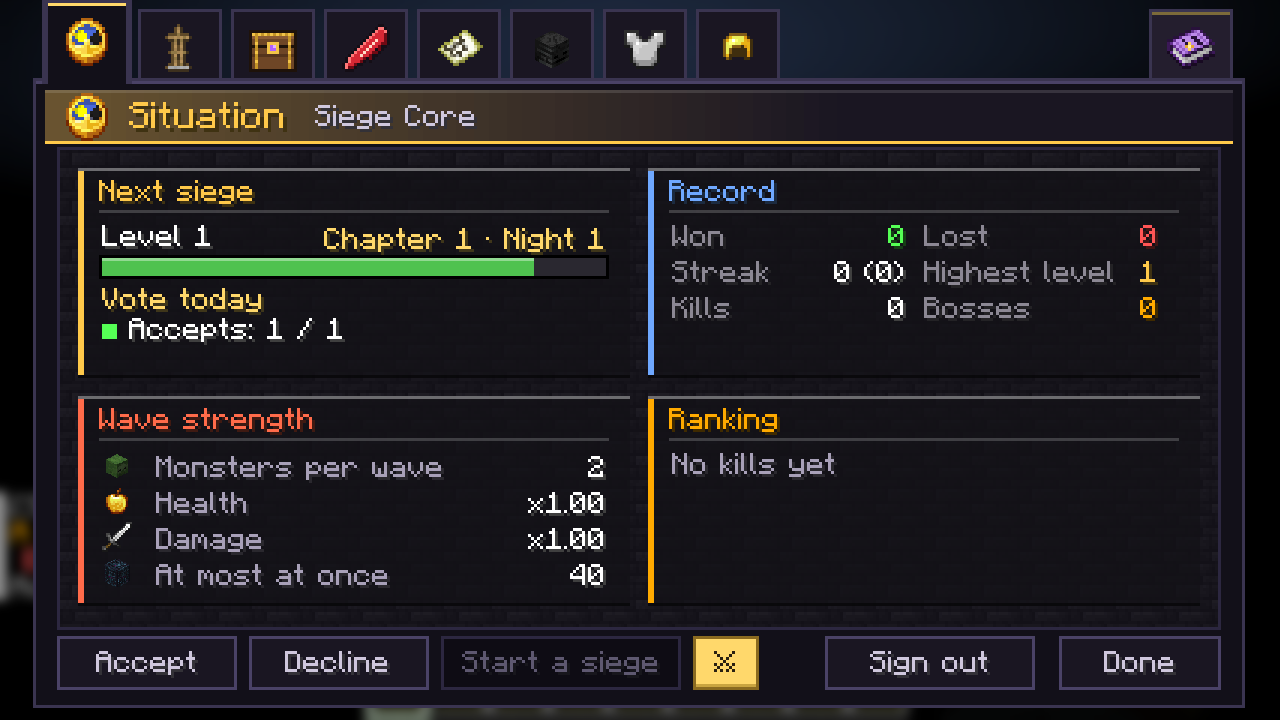 Situation Siege Core
Next siege
Level 1 Chapter 1 · Night 1
Vote today
Accepts: 1 / 1
Record
Won 0 Lost 0
Streak 0 (0) Highest level 1
Kills 0 Bosses 0
Wave strength
Monsters per wave 2
Health x1.00
Damage x1.00
At most at once 40
Ranking
No kills yet
Accept Decline Start a siege Sign out Done